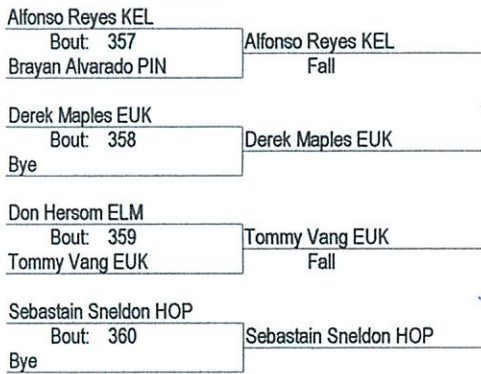 Alfonso Reyes KEL
Bout: 357
Alfonso Reyes KEL
Brayan Alvarado PIN
Fall
Derek Maples EUK
Bout: 358
Derek Maples EUK
Bye
Don Hersom ELM
Bout: 359
Tommy Vang EUK
Tommy Vang EUK
Fall
Sebastain Sneldon HOP
Bout: 360
Sebastain Sneldon HOP
Bye